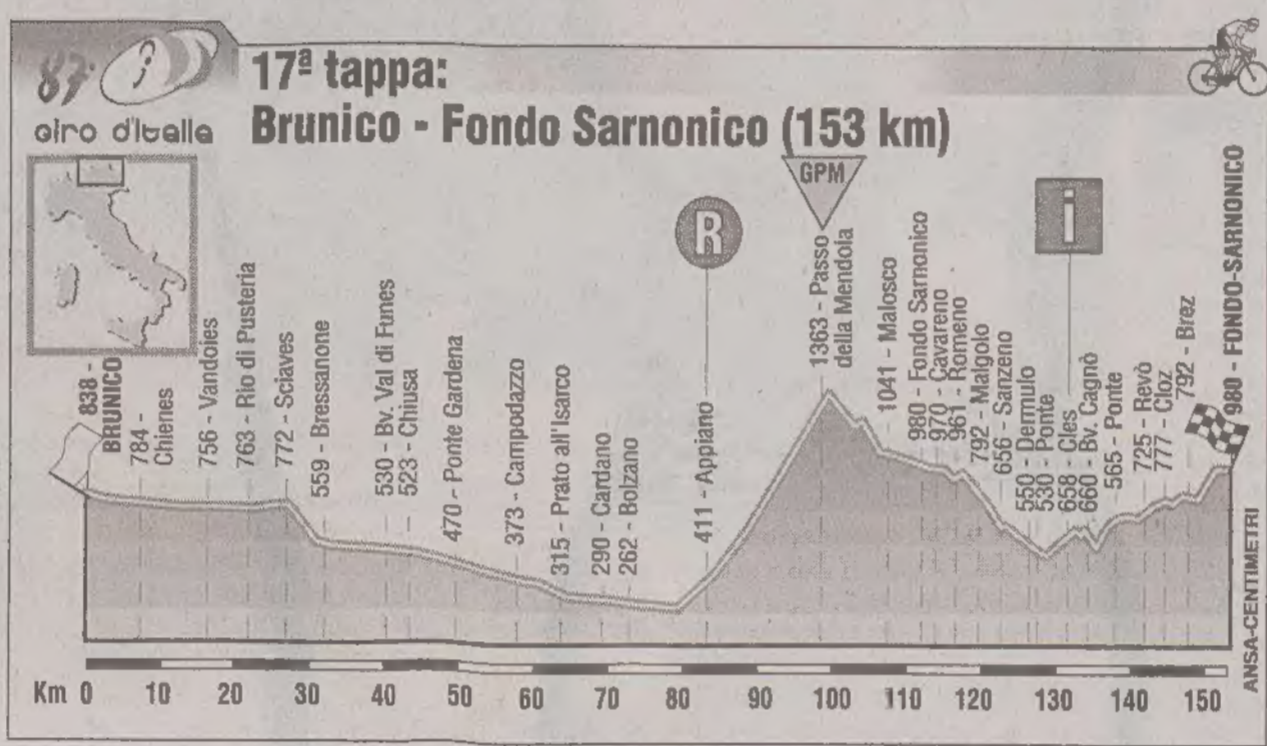 87°
giro d'Italia
17ª tappa:
Brunico - Fondo Sarnonico (153 km)
GPM
R
i
838 - BRUNICO
784 - Chienes
756 - Vandoies
763 - Rio di Pusteria
772 - Sciaves
559 - Bressanone
530 - Bv. Val di Funes
523 - Chiusa
470 - Ponte Gardena
373 - Campodazzo
315 - Prato all'Isarco
290 - Cardano
262 - Bolzano
411 - Appiano
1363 - Passo
della Mendola
1041 - Malosco
980 - Fondo Sarnonico
970 - Cavareno
961 - Romeno
792 - Malgolo
656 - Sanzeno
550 - Dermulo
530 - Ponte
658 - Cles
660 - Bv. Cagnò
565 - Ponte
725 - Revò
777 - Cloz
792 - Brez
980 - FONDO-SARNONICO
Km 0 10 20 30 40 50 60 70 80 90 100 110 120 130 140 150
ANSA-CENTIMETRI